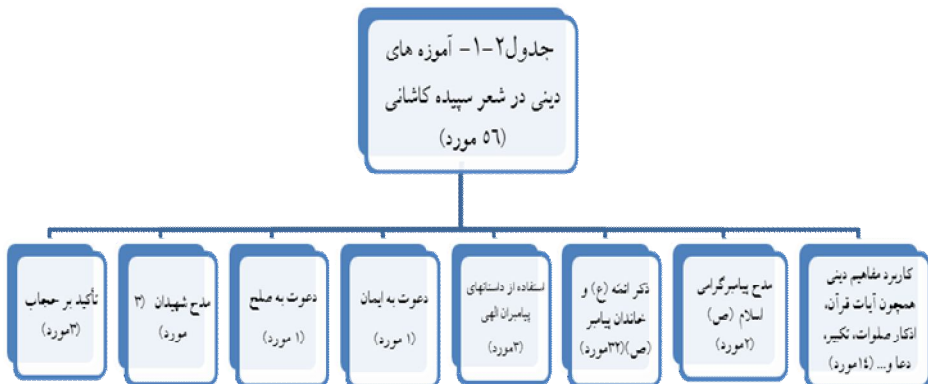 جدول۲-۱- آموزه های
دینی در شعر سپیده کاشانی
(۵۶ مورد)
کاربرد مفاهیم دینی
همچون آیات قرآن،
اذکار صلوات، تکبیر،
دعا و... (۱۴مورد)
مدح پیامبرگرامی
اسلام (ص)
(۲مورد)
ذکر ائمه (ع) و
خاندان پیامبر
(ص)(۳۲مورد)
استفاده از داستانهای
پیامبران الهی
(۳مورد)
دعوت به ایمان
(۱ مورد)
دعوت به صلح
(۱ مورد)
مدح شهیدان (۳
مورد)
تأکید بر حجاب
(۳مورد)